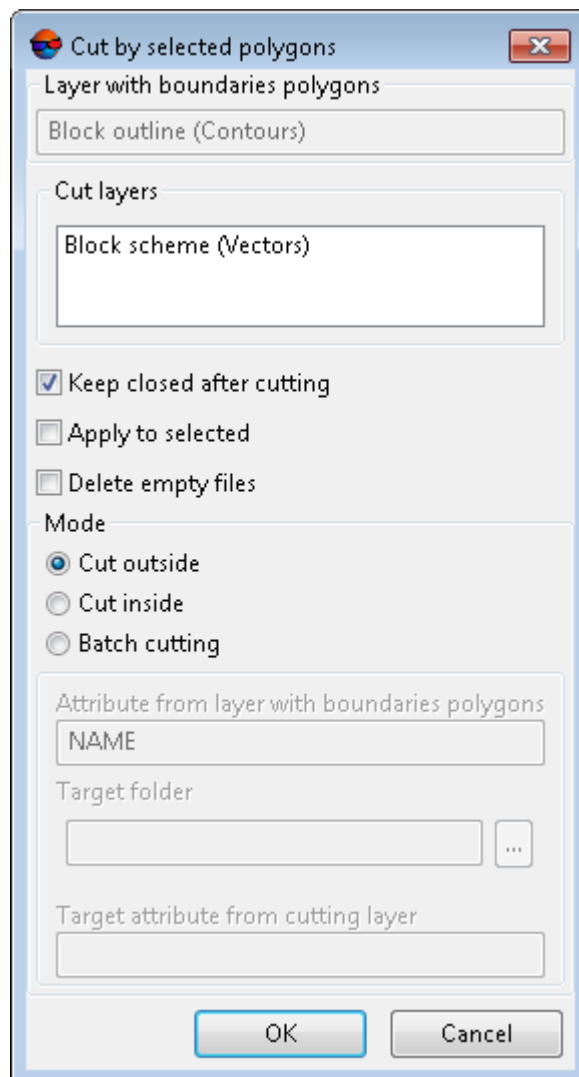 Cut by selected polygons
Layer with boundaries polygons
Block outline (Contours)
Cut layers
Block scheme (Vectors)
Keep closed after cutting
Apply to selected
Delete empty files
Mode
Cut outside
Cut inside
Batch cutting
Attribute from layer with boundaries polygons
NAME
Target folder
...
Target attribute from cutting layer
OK Cancel